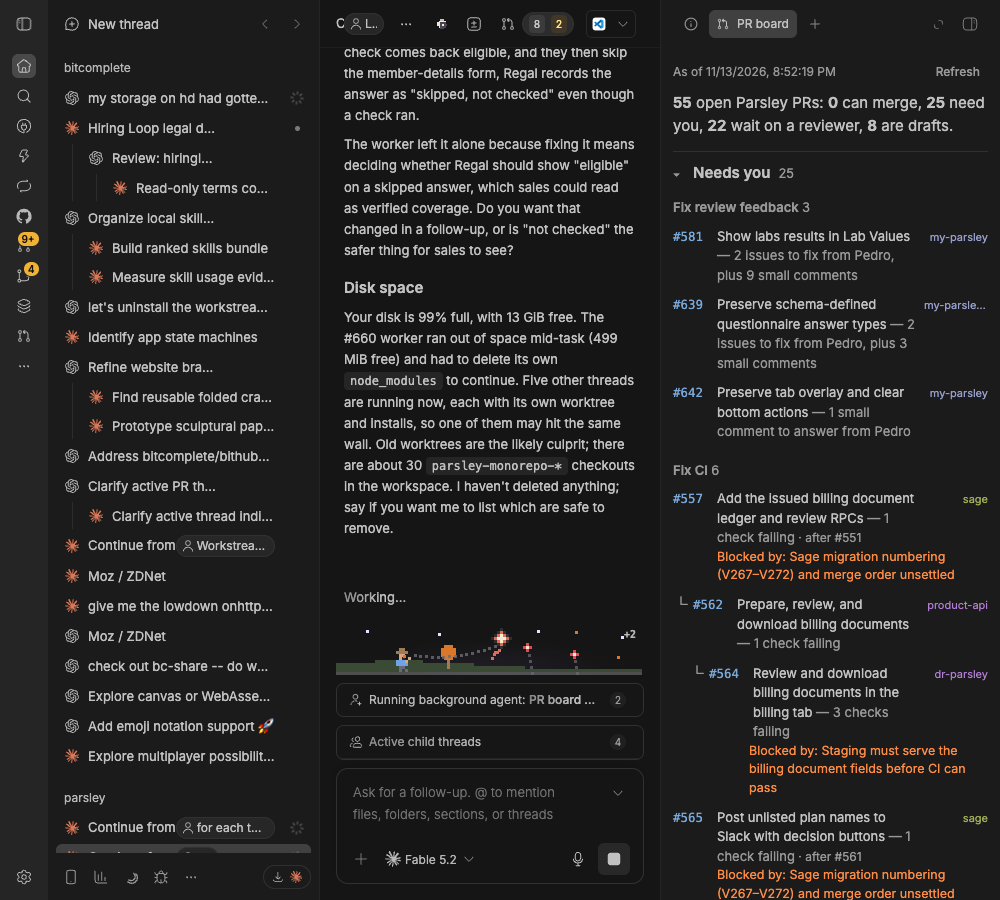 New thread
bitcomplete
my storage on hd had gotte...
Hiring Loop legal d...
Review: hiringl...
Read-only terms co...
Organize local skill...
Build ranked skills bundle
Measure skill usage evid...
let's uninstall the workstrea...
Identify app state machines
Refine website bra...
Find reusable folded cra...
Prototype sculptural pap...
Address bitcomplete/bithub...
Clarify active PR th...
Clarify active thread indi...
Continue from Workstrea...
Moz / ZDNet
give me the lowdown onhttp...
Moz / ZDNet
check out bc-share -- do w...
Explore canvas or WebAsse...
Add emoji notation support 🚀
Explore multiplayer possibilit...
parsley
Continue from for each t...
9+
4
C L...
8 2
check comes back eligible, and they then skip
the member-details form, Regal records the
answer as "skipped, not checked" even though
a check ran.
The worker left it alone because fixing it means
deciding whether Regal should show "eligible"
on a skipped answer, which sales could read
as verified coverage. Do you want that
changed in a follow-up, or is "not checked" the
safer thing for sales to see?
Disk space
Your disk is 99% full, with 13 GiB free. The
#660 worker ran out of space mid-task (499
MiB free) and had to delete its own
node_modules to continue. Five other threads
are running now, each with its own worktree
and installs, so one of them may hit the same
wall. Old worktrees are the likely culprit; there
are about 30 parsley-monorepo-* checkouts
in the workspace. I haven't deleted anything;
say if you want me to list which are safe to
remove.
Working...
+2
Running background agent: PR board ... 2
Active child threads 4
Ask for a follow-up. @ to mention
files, folders, sections, or threads
Fable 5.2
PR board
As of 11/13/2026, 8:52:19 PM Refresh
55 open Parsley PRs: 0 can merge, 25 need
you, 22 wait on a reviewer, 8 are drafts.
Needs you 25
Fix review feedback 3
#581 Show labs results in Lab Values my-parsley
— 2 issues to fix from Pedro,
plus 9 small comments
#639 Preserve schema-defined my-parsle...
questionnaire answer types — 2
issues to fix from Pedro, plus 3
small comments
#642 Preserve tab overlay and clear my-parsley
bottom actions — 1 small
comment to answer from Pedro
Fix CI 6
#557 Add the issued billing document sage
ledger and review RPCs — 1
check failing · after #551
Blocked by: Sage migration numbering
(V267–V272) and merge order unsettled
#562 Prepare, review, and product-api
download billing documents
— 1 check failing
#564 Review and download dr-parsley
billing documents in the
billing tab — 3 checks
failing
Blocked by: Staging must serve the
billing document fields before CI can
pass
#565 Post unlisted plan names to sage
Slack with decision buttons — 1
check failing · after #561
Blocked by: Sage migration numbering
(V267–V272) and merge order unsettled